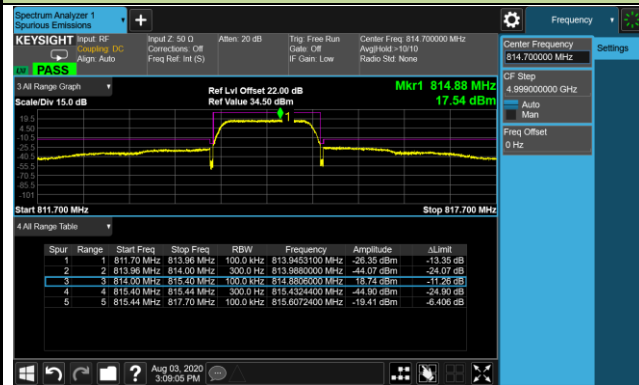 Spectrum Analyzer 1
Spurious Emissions
Frequency
KEYSIGHT Input: RF
Coupling: DC
Align: Auto
Input Z: 50 Ω
Corrections: Off
Freq Ref: Int (S)
Atten: 20 dB
Trig: Free Run
Gate: Off
IF Gain: Low
Center Freq: 814.700000 MHz
Avg|Hold:>10/10
Radio Std: None
PASS
Center Frequency
814.700000 MHz
Settings
CF Step
4.999000000 GHz
Auto
Man
Freq Offset
0 Hz
3 All Range Graph
Ref Lvl Offset 22.00 dB
Mkr1 814.88 MHz
Scale/Div 15.0 dB
Ref Value 34.50 dBm
17.54 dBm
1
19.5
4.50
-10.5
-25.5
-40.5
-55.5
-70.5
-85.5
-101
Start 811.700 MHz
Stop 817.700 MHz
4 All Range Table
Spur Range Start Freq Stop Freq RBW Frequency Amplitude ΔLimit
1 1 811.70 MHz 813.96 MHz 100.0 kHz 813.9453100 MHz -26.35 dBm -13.35 dB
2 2 813.96 MHz 814.00 MHz 300.0 Hz 813.9880000 MHz -44.07 dBm -24.07 dB
3 3 814.00 MHz 815.40 MHz 100.0 kHz 814.8806000 MHz 18.74 dBm -11.26 dB
4 4 815.40 MHz 815.44 MHz 300.0 Hz 815.4324400 MHz -44.90 dBm -24.90 dB
5 5 815.44 MHz 817.70 MHz 100.0 kHz 815.6072400 MHz -19.41 dBm -6.406 dB
Aug 03, 2020
3:09:05 PM